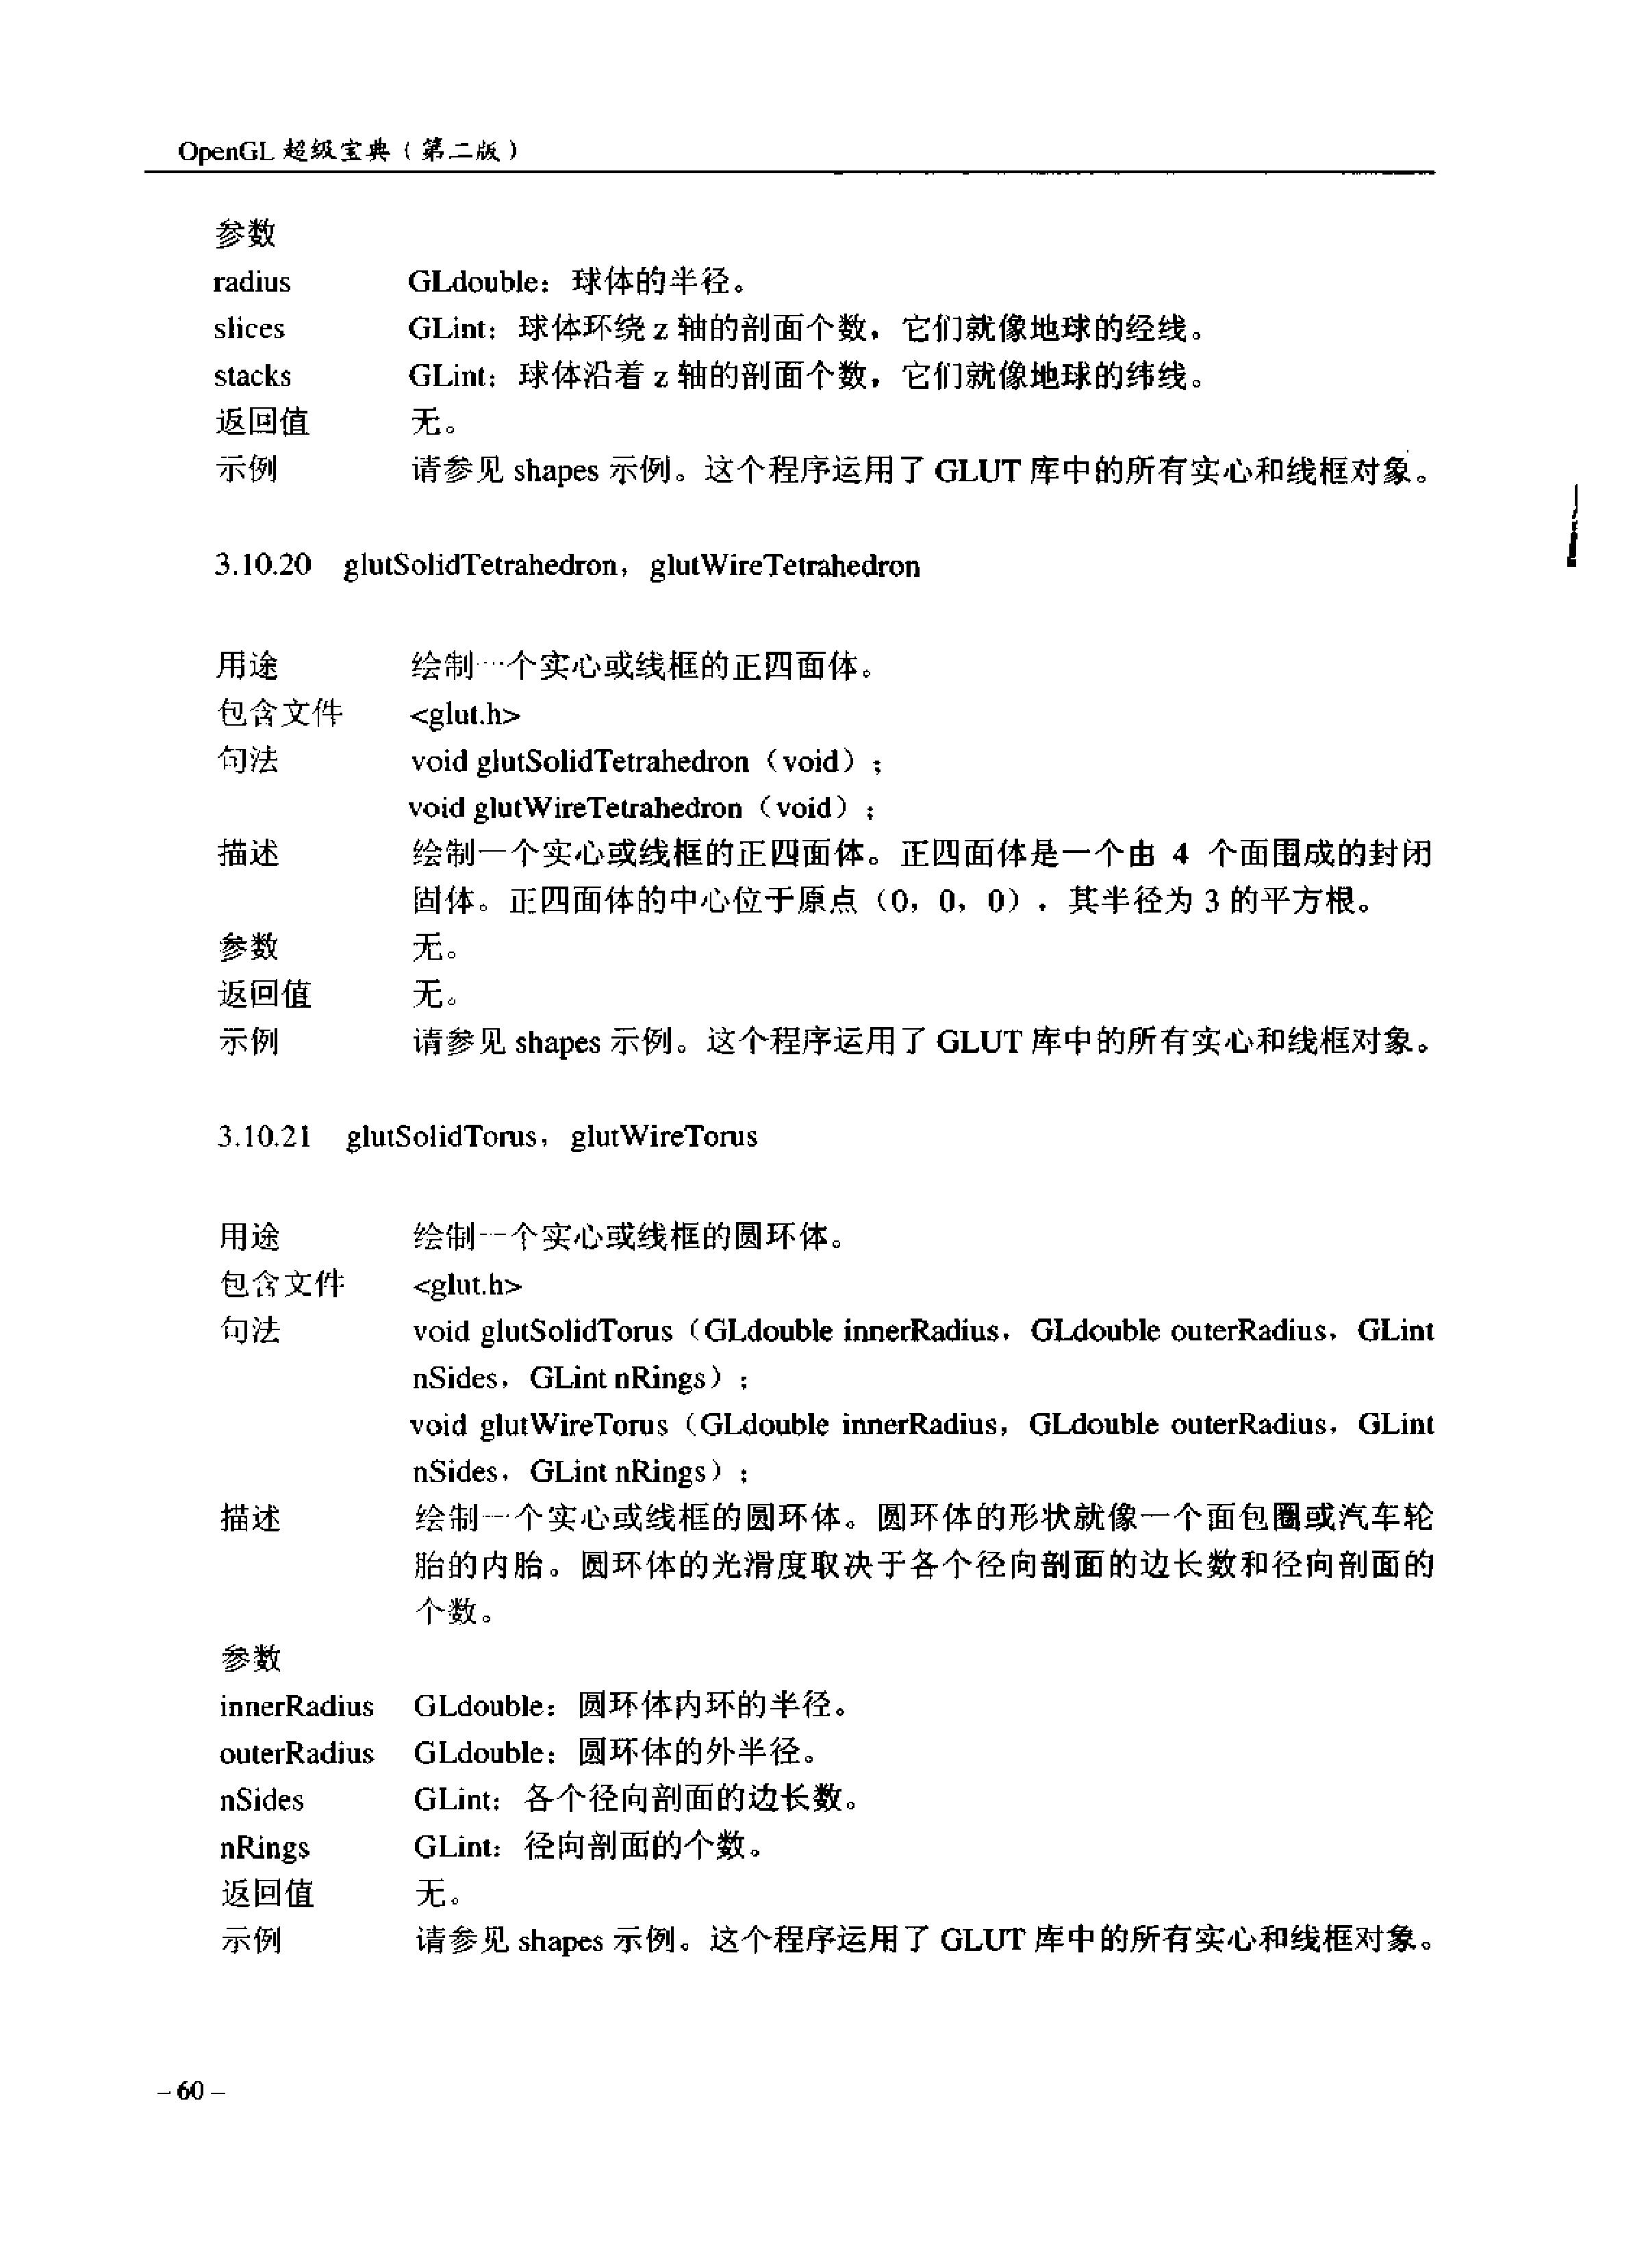 OpenGL 超级宝典（第二版）
参数
radius GLdouble：球体的半径。
slices GLint：球体环绕 z 轴的剖面个数，它们就像地球的经线。
stacks GLint：球体沿着 z 轴的剖面个数，它们就像地球的纬线。
返回值 无。
示例 请参见 shapes 示例。这个程序运用了 GLUT 库中的所有实心和线框对象。
3.10.20 glutSolidTetrahedron，glutWireTetrahedron
用途 绘制一个实心或线框的正四面体。
包含文件 <glut.h>
句法 void glutSolidTetrahedron（void）；
void glutWireTetrahedron（void）；
描述 绘制一个实心或线框的正四面体。正四面体是一个由 4 个面围成的封闭
固体。正四面体的中心位于原点（0，0，0），其半径为 3 的平方根。
参数 无。
返回值 无。
示例 请参见 shapes 示例。这个程序运用了 GLUT 库中的所有实心和线框对象。
3.10.21 glutSolidTorus，glutWireTorus
用途 绘制一个实心或线框的圆环体。
包含文件 <glut.h>
句法 void glutSolidTorus（GLdouble innerRadius，GLdouble outerRadius，GLint
nSides，GLint nRings）；
void glutWireTorus（GLdouble innerRadius，GLdouble outerRadius，GLint
nSides，GLint nRings）；
描述 绘制一个实心或线框的圆环体。圆环体的形状就像一个面包圈或汽车轮
胎的内胎。圆环体的光滑度取决于各个径向剖面的边长数和径向剖面的
个数。
参数
innerRadius GLdouble：圆环体内环的半径。
outerRadius GLdouble：圆环体的外半径。
nSides GLint：各个径向剖面的边长数。
nRings GLint：径向剖面的个数。
返回值 无。
示例 请参见 shapes 示例。这个程序运用了 GLUT 库中的所有实心和线框对象。
– 60 –